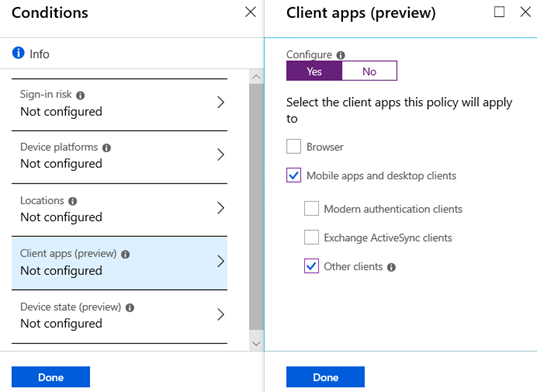 Conditions
Info
Sign-in risk
Not configured
Device platforms
Not configured
Locations
Not configured
Client apps (preview)
Not configured
Device state (preview)
Not configured
Done
Client apps (preview)
Configure
Yes No
Select the client apps this policy will apply
to
Browser
Mobile apps and desktop clients
Modern authentication clients
Exchange ActiveSync clients
Other clients
Done